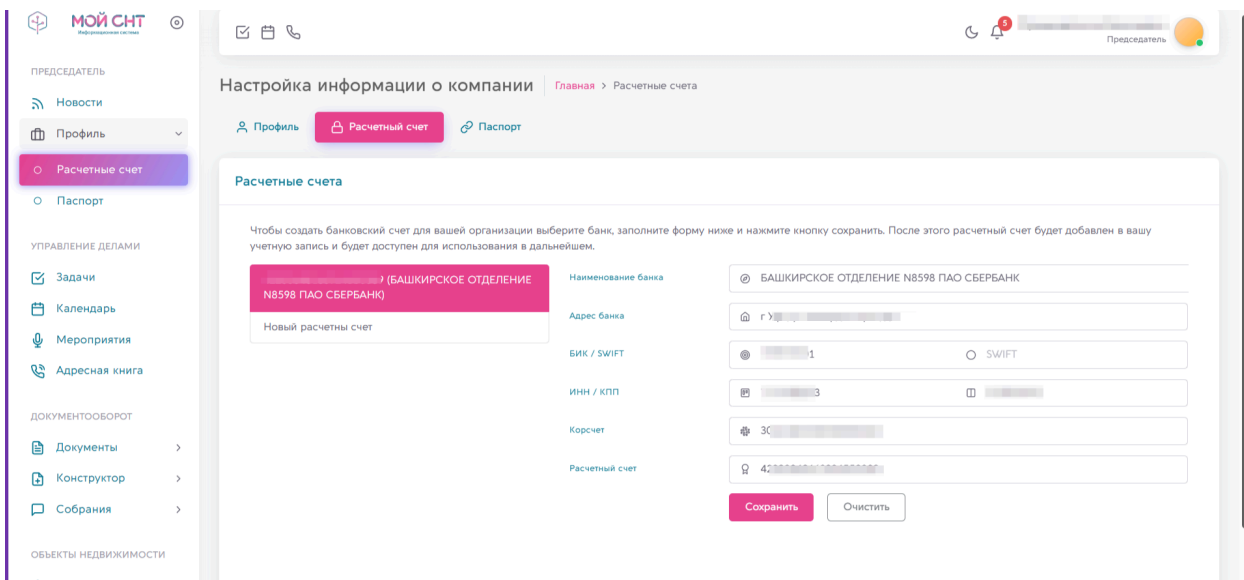 МОЙ СНТ
Информационная система
5
Председатель
ПРЕДСЕДАТЕЛЬ
Новости
Профиль
Расчетные счет
Паспорт
УПРАВЛЕНИЕ ДЕЛАМИ
Задачи
Календарь
Мероприятия
Адресная книга
ДОКУМЕНТООБОРОТ
Документы
Конструктор
Собрания
ОБЪЕКТЫ НЕДВИЖИМОСТИ
Настройка информации о компании
Главная > Расчетные счета
Профиль
Расчетный счет
Паспорт
Расчетные счета
Чтобы создать банковский счет для вашей организации выберите банк, заполните форму ниже и нажмите кнопку сохранить. После этого расчетный счет будет добавлен в вашу
учетную запись и будет доступен для использования в дальнейшем.
(БАШКИРСКОЕ ОТДЕЛЕНИЕ
N8598 ПАО СБЕРБАНК)
Новый расчетны счет
Наименование банка
БАШКИРСКОЕ ОТДЕЛЕНИЕ N8598 ПАО СБЕРБАНК
Адрес банка
г
БИК / SWIFT
1
SWIFT
ИНН / КПП
3
Корсчет
30
Расчетный счет
42
Сохранить
Очистить